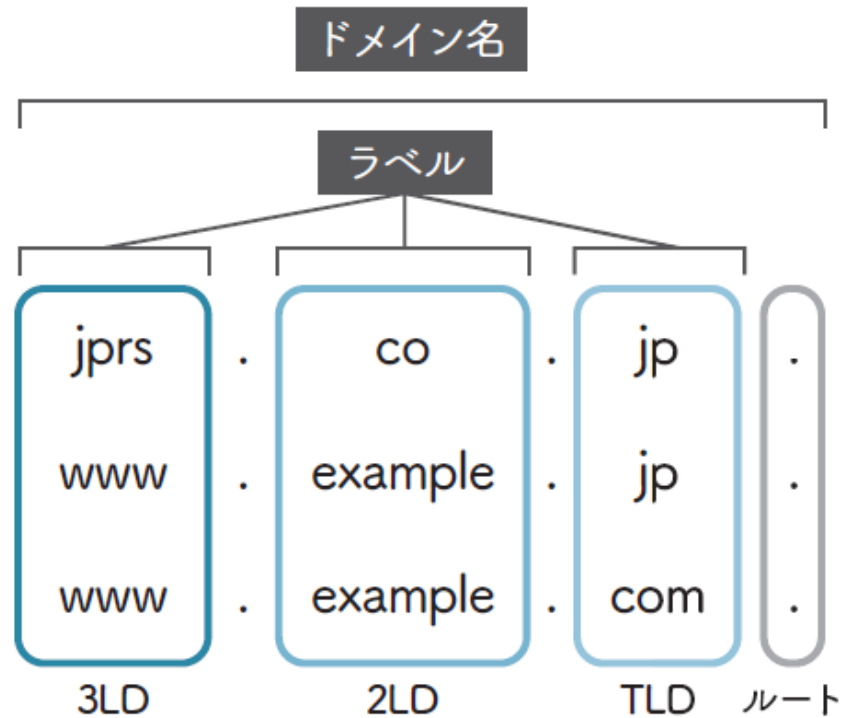 ドメイン名
ラベル
jprs . co . jp .
www . example . jp .
www . example . com .
3LD 2LD TLD ルート